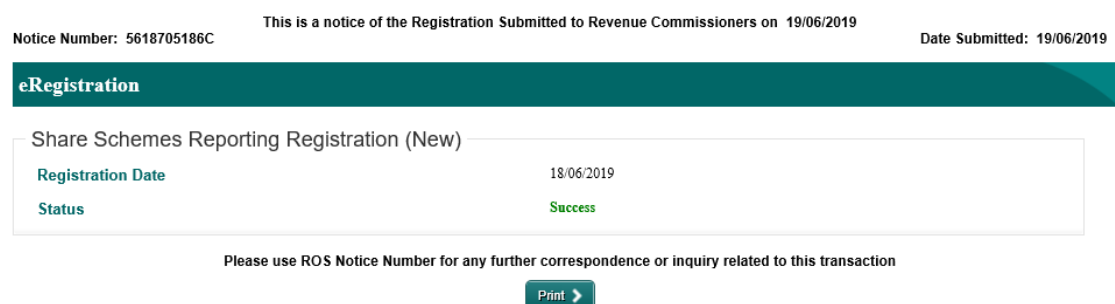 This is a notice of the Registration Submitted to Revenue Commissioners on 19/06/2019
Notice Number: 5618705186C Date Submitted: 19/06/2019
eRegistration
Share Schemes Reporting Registration (New)
Registration Date 18/06/2019
Status Success
Please use ROS Notice Number for any further correspondence or inquiry related to this transaction
Print